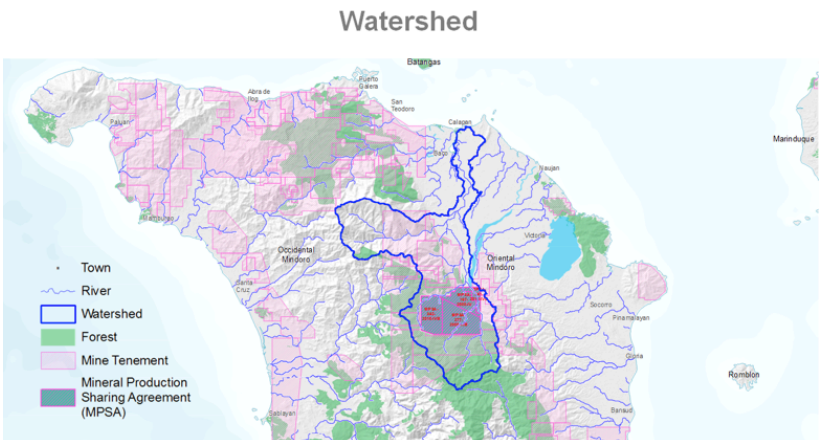 Watershed
Batangas
Puerto
Galera
Abra de
Ilog
San
Teodoro
Paluan
Calapan
Marinduque
Baco
Naujan
Mamburao
Victoria
Occidental
Mindoro
Oriental
Mindoro
Town
Santa
Cruz
River
Socorro
Watershed
Pinamalayan
Forest
Gloria
Mine Tenement
Romblon
Mineral Production
Sharing Agreement
(MPSA)
Sablayan
Bansud